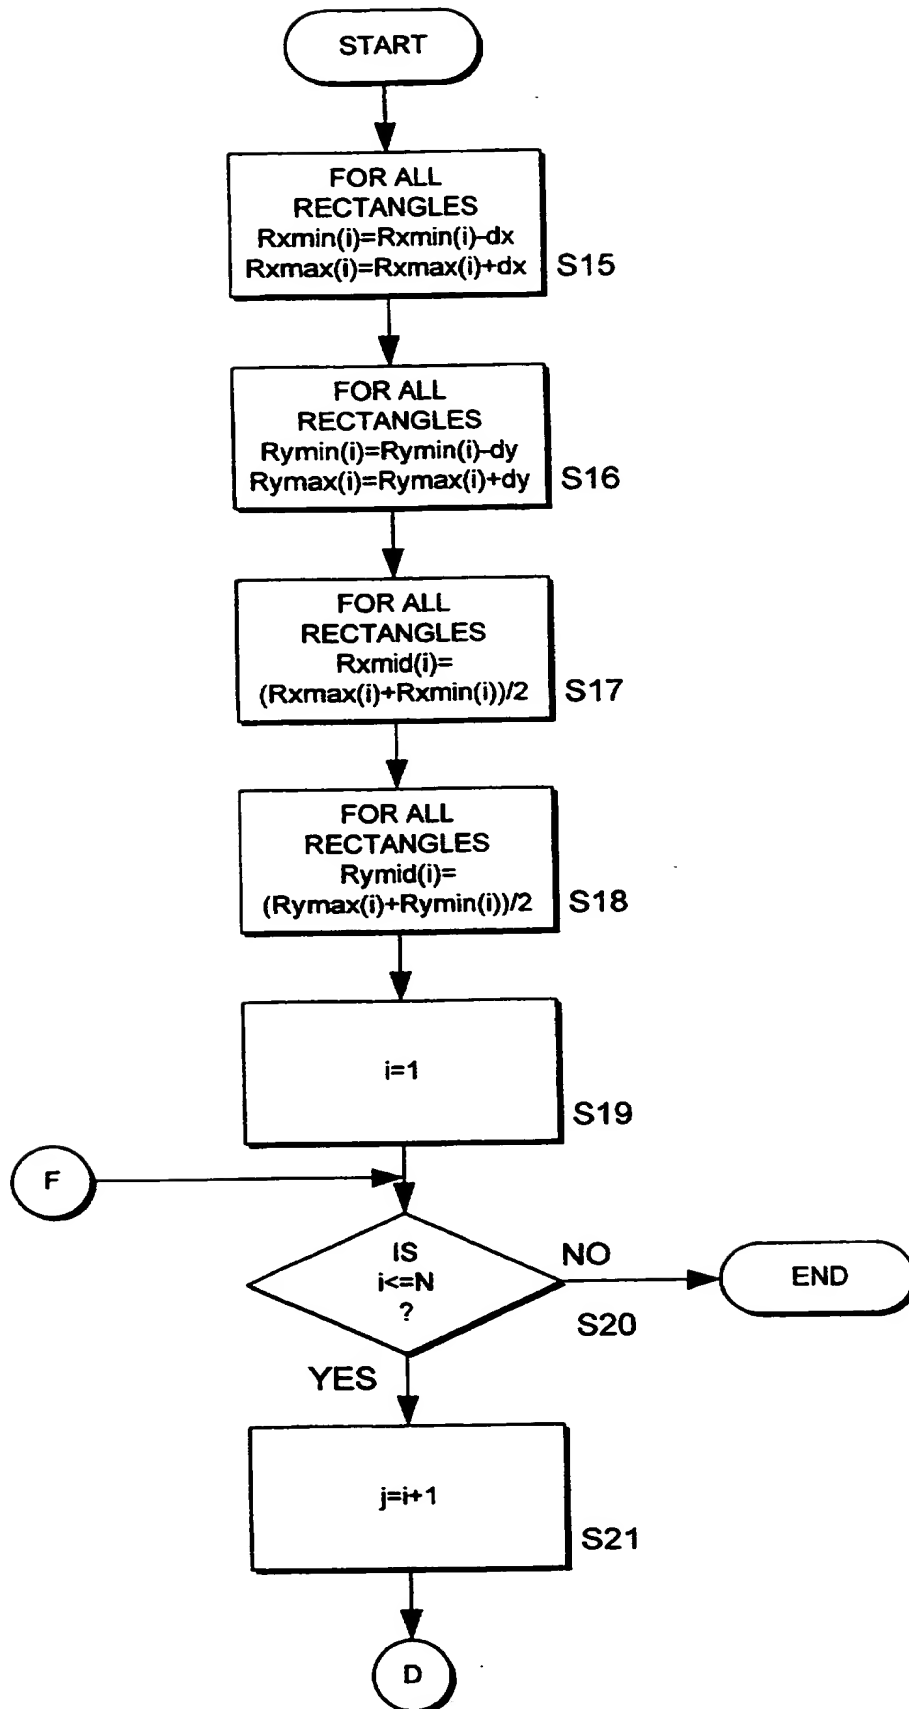 START
FOR ALL
RECTANGLES
Rxmin(i)=Rxmin(i)-dx
Rxmax(i)=Rxmax(i)+dx
S15
FOR ALL
RECTANGLES
Rymin(i)=Rymin(i)-dy
Rymax(i)=Rymax(i)+dy
S16
FOR ALL
RECTANGLES
Rxmid(i)=
(Rxmax(i)+Rxmin(i))/2
S17
FOR ALL
RECTANGLES
Rymid(i)=
(Rymax(i)+Rymin(i))/2
S18
i=1
S19
F
IS
i<=N
?
NO
END
S20
YES
j=i+1
S21
D